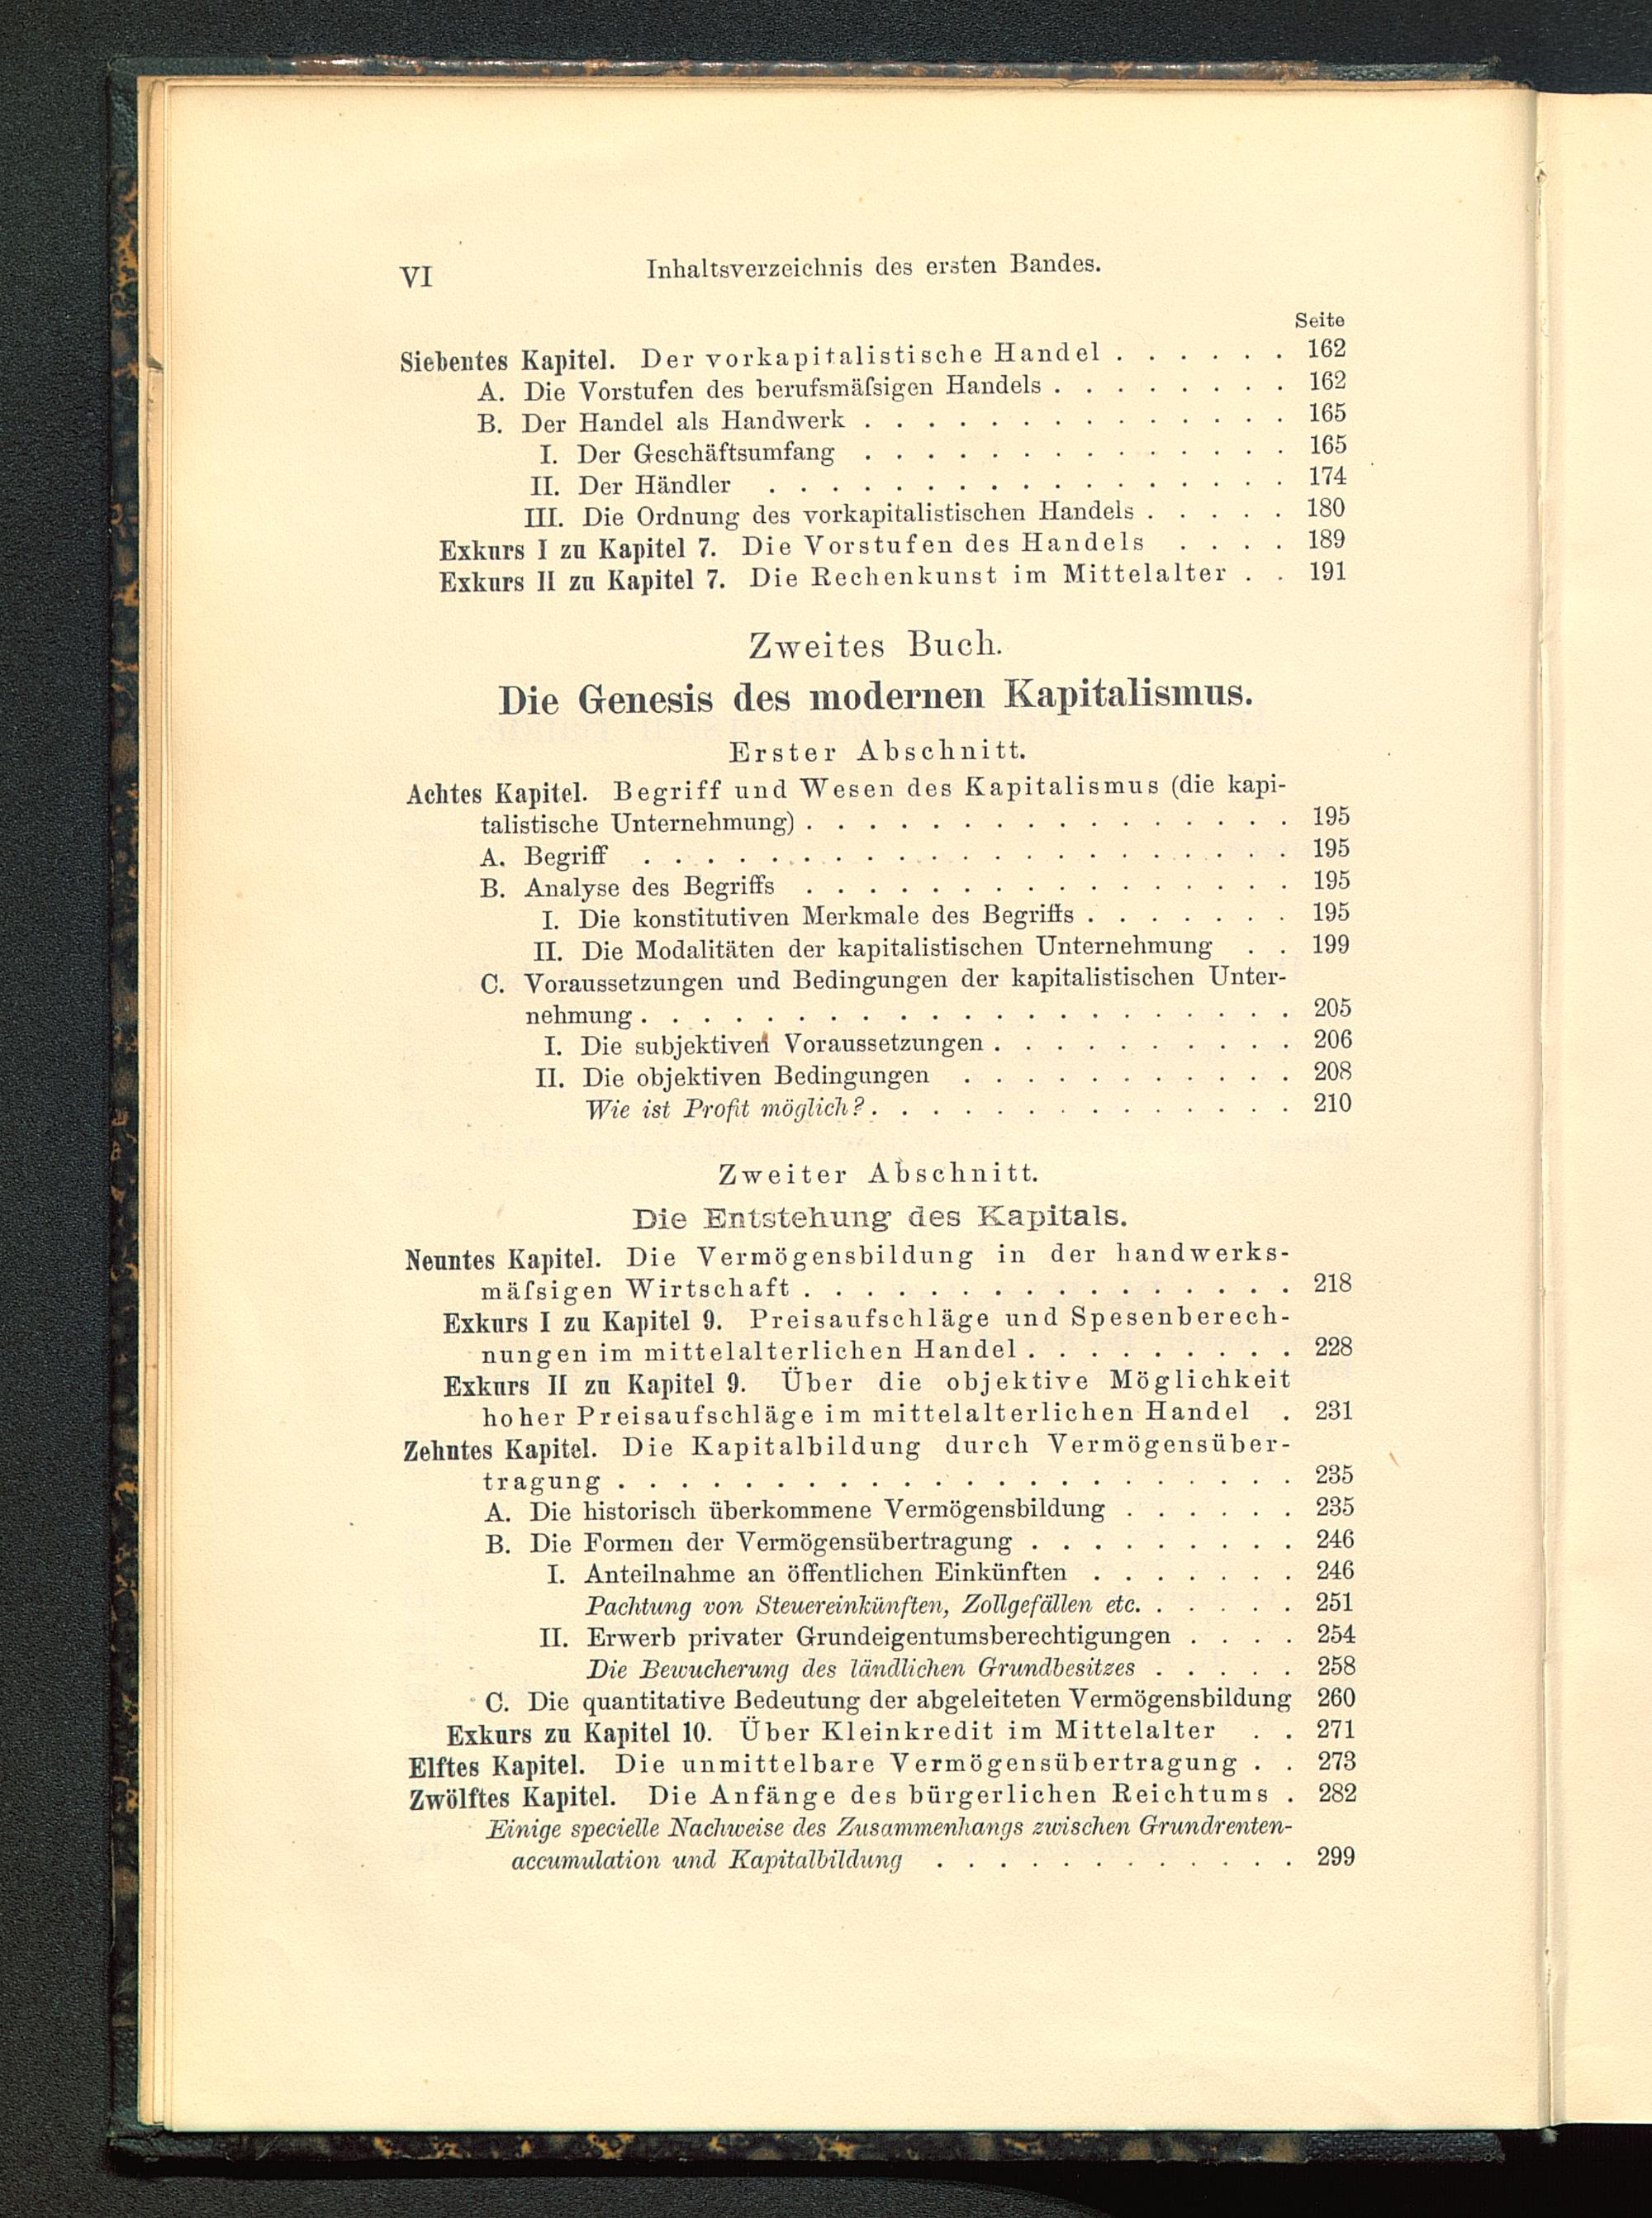 VI
Inhaltsverzeichnis des ersten Bandes.
Seite
Siebentes Kapitel. Der vorkapitalistische Handel . . . . . . 162
A. Die Vorstufen des berufsmäſsigen Handels . . . . . . . . 162
B. Der Handel als Handwerk . . . . . . . . . . . . . . 165
I. Der Geschäftsumfang . . . . . . . . . . . . . . 165
II. Der Händler . . . . . . . . . . . . . . . . . 174
III. Die Ordnung des vorkapitalistischen Handels . . . . . 180
Exkurs I zu Kapitel 7. Die Vorstufen des Handels . . . . 189
Exkurs II zu Kapitel 7. Die Rechenkunst im Mittelalter . . 191
Zweites Buch.
Die Genesis des modernen Kapitalismus.
Erster Abschnitt.
Achtes Kapitel. Begriff und Wesen des Kapitalismus (die kapi-
talistische Unternehmung) . . . . . . . . . . . . . . . . 195
A. Begriff . . . . . . . . . . . . . . . . . . . . . 195
B. Analyse des Begriffs . . . . . . . . . . . . . . . . 195
I. Die konstitutiven Merkmale des Begriffs . . . . . . . 195
II. Die Modalitäten der kapitalistischen Unternehmung . . 199
C. Voraussetzungen und Bedingungen der kapitalistischen Unter-
nehmung . . . . . . . . . . . . . . . . . . . . . 205
I. Die subjektiven Voraussetzungen . . . . . . . . . . 206
II. Die objektiven Bedingungen . . . . . . . . . . . 208
Wie ist Profit möglich? . . . . . . . . . . . . . . 210
Zweiter Abschnitt.
Die Entstehung des Kapitals.
Neuntes Kapitel. Die Vermögensbildung in der handwerks-
mäſsigen Wirtschaft . . . . . . . . . . . . . . . . 218
Exkurs I zu Kapitel 9. Preisaufschläge und Spesenberech-
nungen im mittelalterlichen Handel . . . . . . . . . 228
Exkurs II zu Kapitel 9. Über die objektive Möglichkeit
hoher Preisaufschläge im mittelalterlichen Handel . 231
Zehntes Kapitel. Die Kapitalbildung durch Vermögensüber-
tragung . . . . . . . . . . . . . . . . . . . . . . 235
A. Die historisch überkommene Vermögensbildung . . . . . . 235
B. Die Formen der Vermögensübertragung . . . . . . . . . 246
I. Anteilnahme an öffentlichen Einkünften . . . . . . . 246
Pachtung von Steuereinkünften, Zollgefällen etc. . . . . . 251
II. Erwerb privater Grundeigentumsberechtigungen . . . . 254
Die Bewucherung des ländlichen Grundbesitzes . . . . . 258
C. Die quantitative Bedeutung der abgeleiteten Vermögensbildung 260
Exkurs zu Kapitel 10. Über Kleinkredit im Mittelalter . . 271
Elftes Kapitel. Die unmittelbare Vermögensübertragung . . 273
Zwölftes Kapitel. Die Anfänge des bürgerlichen Reichtums . 282
Einige specielle Nachweise des Zusammenhangs zwischen Grundrenten-
accumulation und Kapitalbildung . . . . . . . . . . . . 299